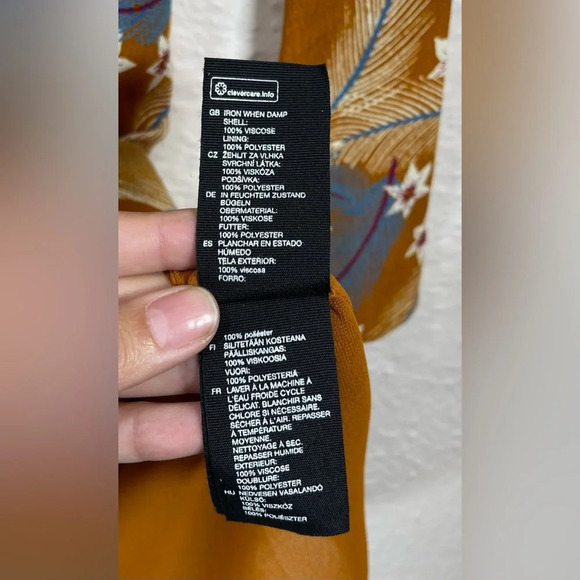 clevercare.info
GB IRON WHEN DAMP
SHELL:
100% VISCOSE
LINING:
100% POLYESTER
CZ ŽEHLIT ZA VLHKA
SVRCHNÍ LÁTKA:
100% VISKÓZA
PODŠÍVKA:
100% POLYESTER
DE IN FEUCHTEM ZUSTAND
BÜGELN
OBERMATERIAL:
100% VISKOSE
FUTTER:
100% POLYESTER
ES PLANCHAR EN ESTADO
HÚMEDO
TELA EXTERIOR:
100% viscosa
FORRO:
100% poliéster
FI SILITETÄÄN KOSTEANA
PÄÄLLISKANGAS:
100% VISKOOSIA
VUORI:
100% POLYESTERIÄ
FR LAVER À LA MACHINE À
L'EAU FROIDE CYCLE
DÉLICAT. BLANCHIR SANS
CHLORE SI NÉCESSAIRE.
SÉCHER À L'AIR. REPASSER
À TEMPÉRATURE
MOYENNE.
NETTOYAGE À SEC.
REPASSER HUMIDE
EXTERIEUR:
100% VISCOSE
DOUBLURE:
100% POLYESTER
HU NEDVESEN VASALANDÓ
KÜLSŐ:
100% VISZKÓZ
BÉLÉS:
100% POLIÉSZTER